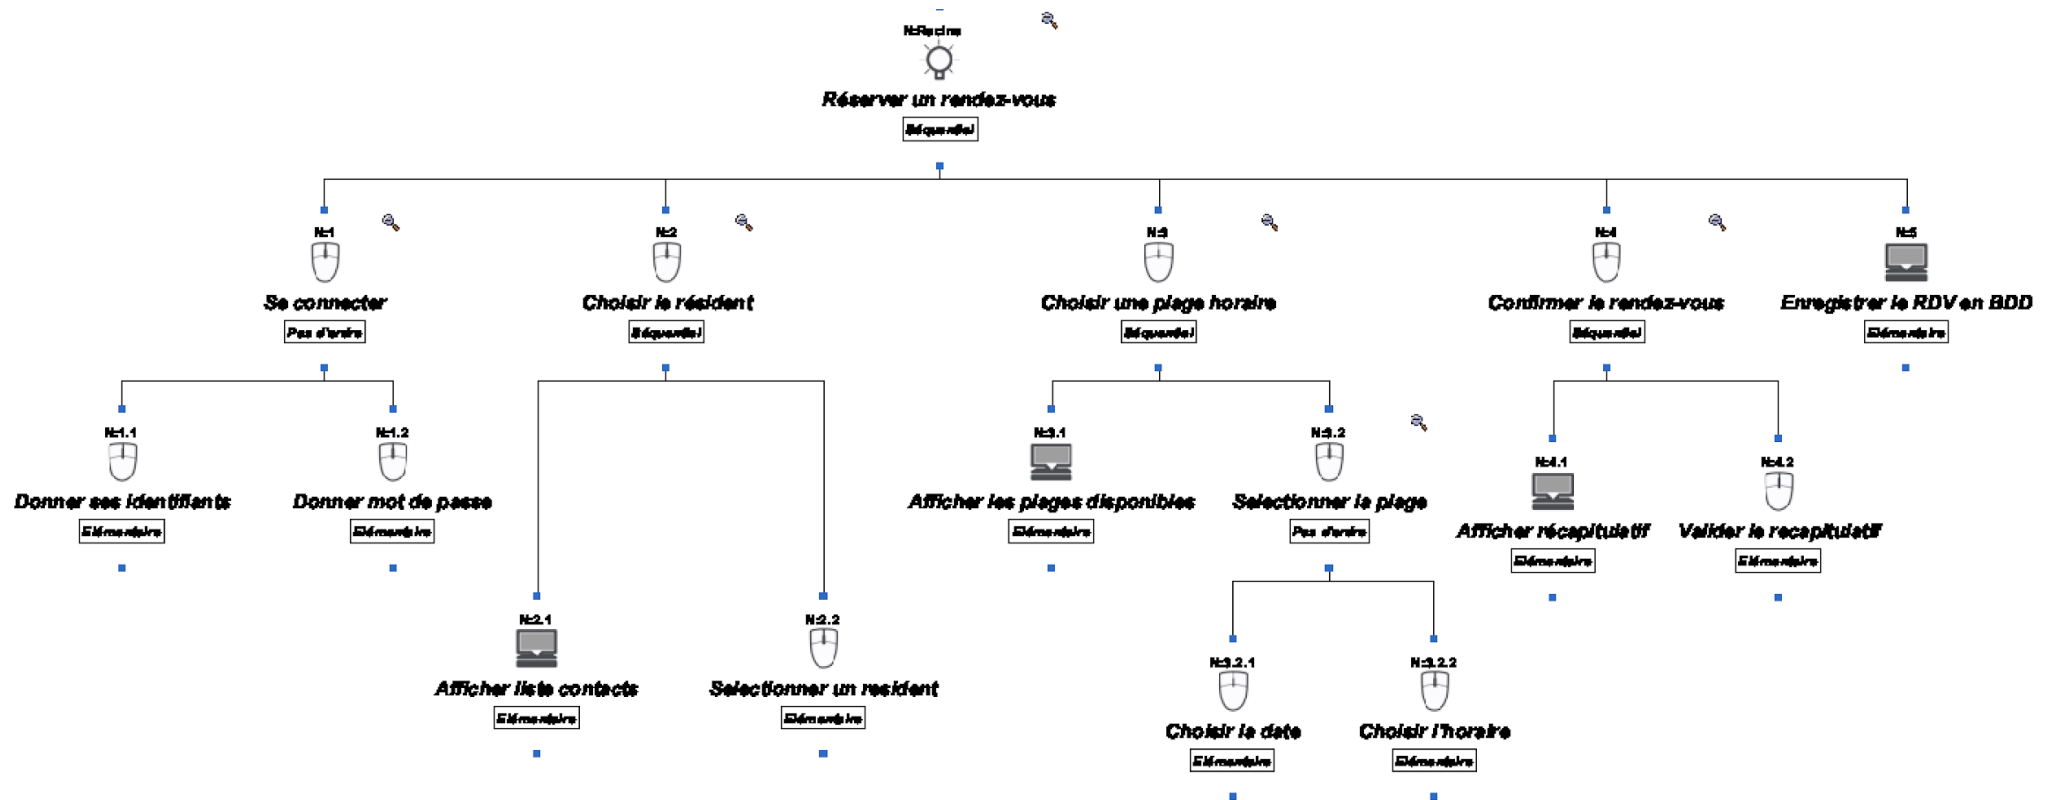 N:Racine
Réserver un rendez-vous
Séquentiel
N:1
N:2
N:3
N:4
N:5
Se connecter
Choisir le résident
Choisir une plage horaire
Confirmer le rendez-vous
Enregistrer le RDV en BDD
Pas d'ordre
Séquentiel
Séquentiel
Séquentiel
Elémentaire
N:1.1
N:1.2
N:3.1
N:3.2
N:4.1
N:4.2
Donner ses identifiants
Donner mot de passe
Afficher les plages disponibles
Selectionner la plage
Afficher récapitulatif
Valider le recapitulatif
Elémentaire
Elémentaire
Elémentaire
Pas d'ordre
Elémentaire
Elémentaire
N:2.1
N:2.2
N:3.2.1
N:3.2.2
Afficher liste contacts
Selectionner un resident
Choisir la date
Choisir l'horaire
Elémentaire
Elémentaire
Elémentaire
Elémentaire